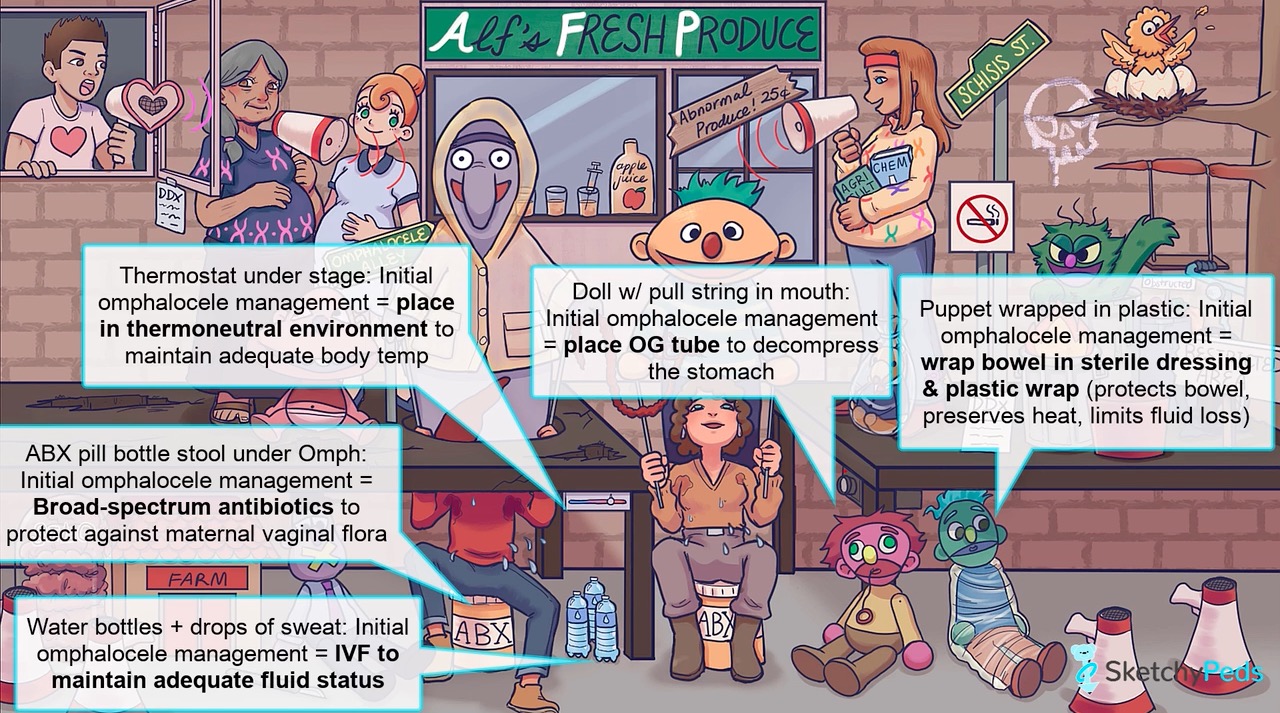 ALF'S FRESH PRODUCE
Abnormal
Produce! 25¢
SCHISIS ST.
apple
juice
AGRI
CULT
CHEM
DDX
OMPHALOCELE
ALLEY
Obstructed
Thermostat under stage: Initial
omphalocele management = place
in thermoneutral environment to
maintain adequate body temp
Doll w/ pull string in mouth:
Initial omphalocele management
= place OG tube to decompress
the stomach
Puppet wrapped in plastic: Initial
omphalocele management =
wrap bowel in sterile dressing
& plastic wrap (protects bowel,
preserves heat, limits fluid loss)
ABX pill bottle stool under Omph:
Initial omphalocele management =
Broad-spectrum antibiotics to
protect against maternal vaginal flora
FARM
ABX
ABX
Water bottles + drops of sweat: Initial
omphalocele management = IVF to
maintain adequate fluid status
SketchyPeds